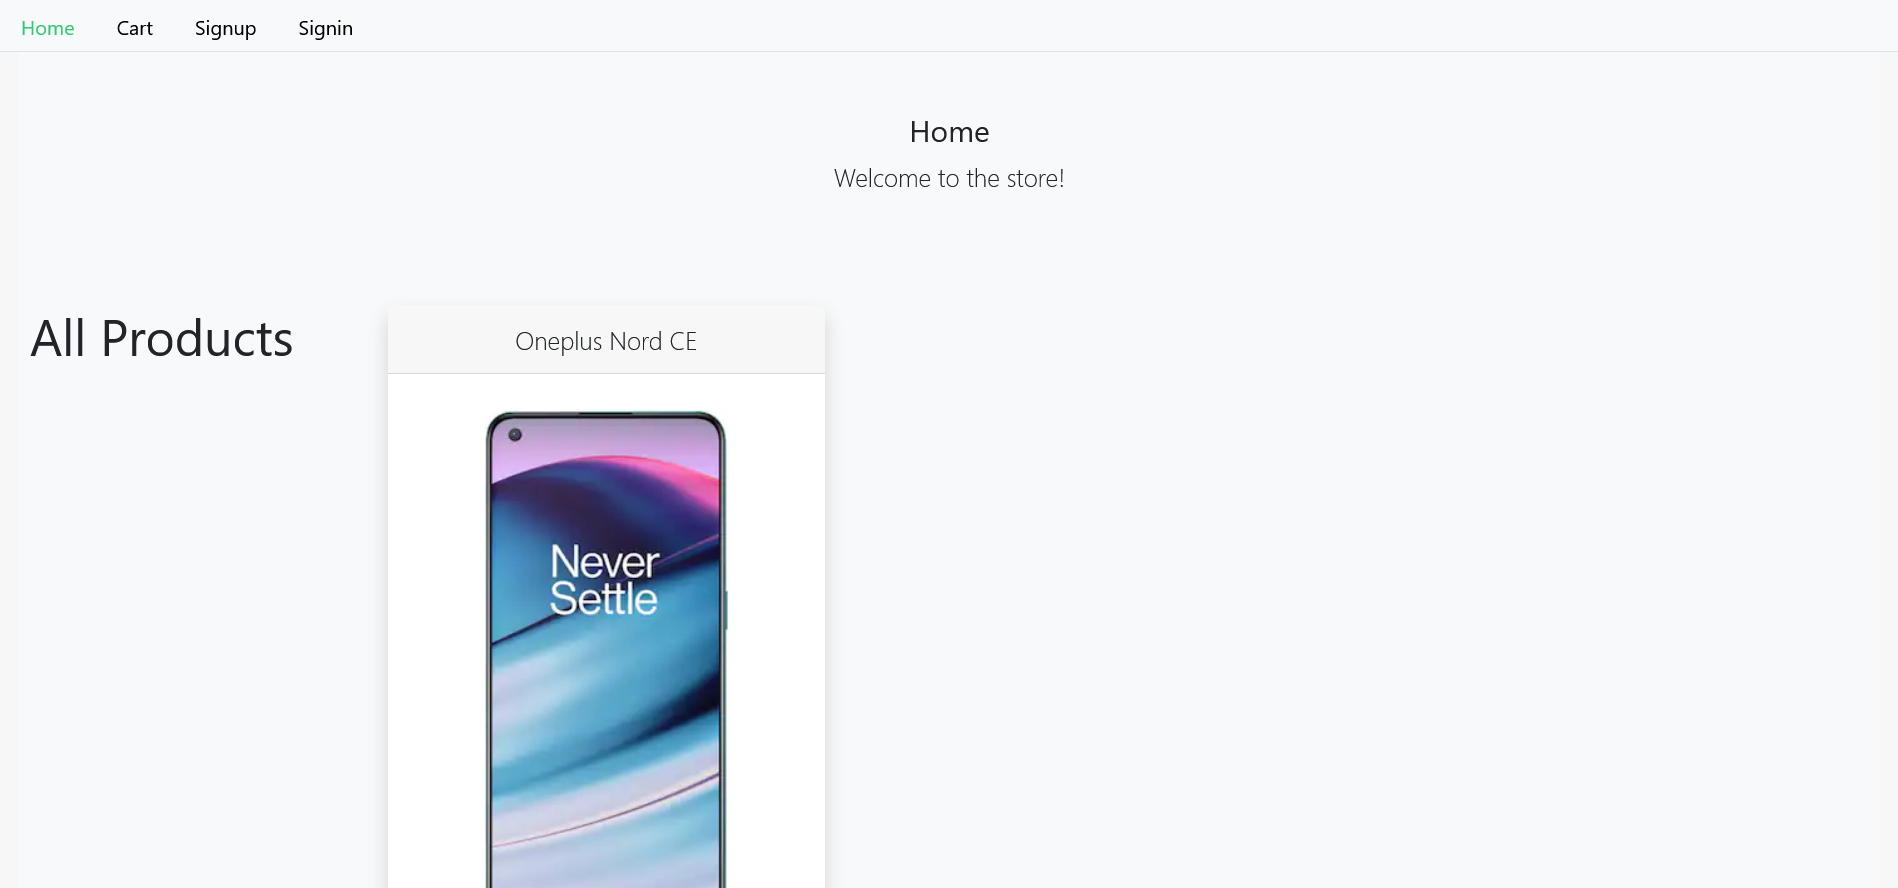 Home Cart Signup Signin
Home
Welcome to the store!
All Products
Oneplus Nord CE
Never
Settle